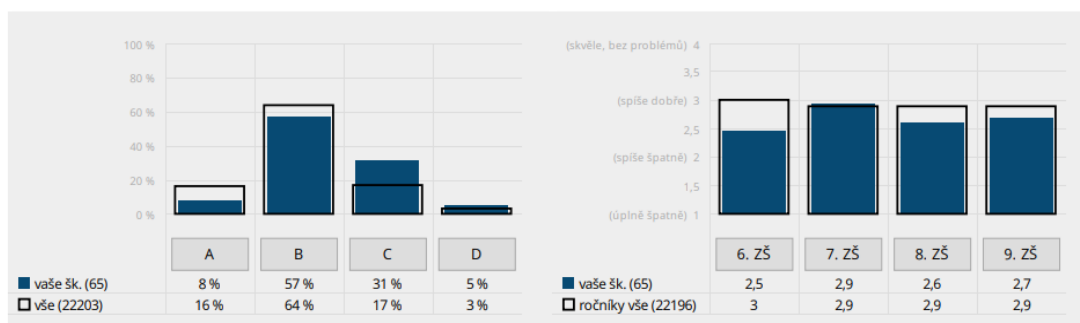 100 %
80 %
60 %
40 %
20 %
0 %
A B C D
vaše šk. (65) 8 % 57 % 31 % 5 %
vše (22203) 16 % 64 % 17 % 3 %
(skvěle, bez problémů) 4
3,5
(spíše dobře) 3
2,5
(spíše špatně) 2
1,5
(úplně špatně) 1
6. ZŠ 7. ZŠ 8. ZŠ 9. ZŠ
vaše šk. (65) 2,5 2,9 2,6 2,7
ročníky vše (22196) 3 2,9 2,9 2,9